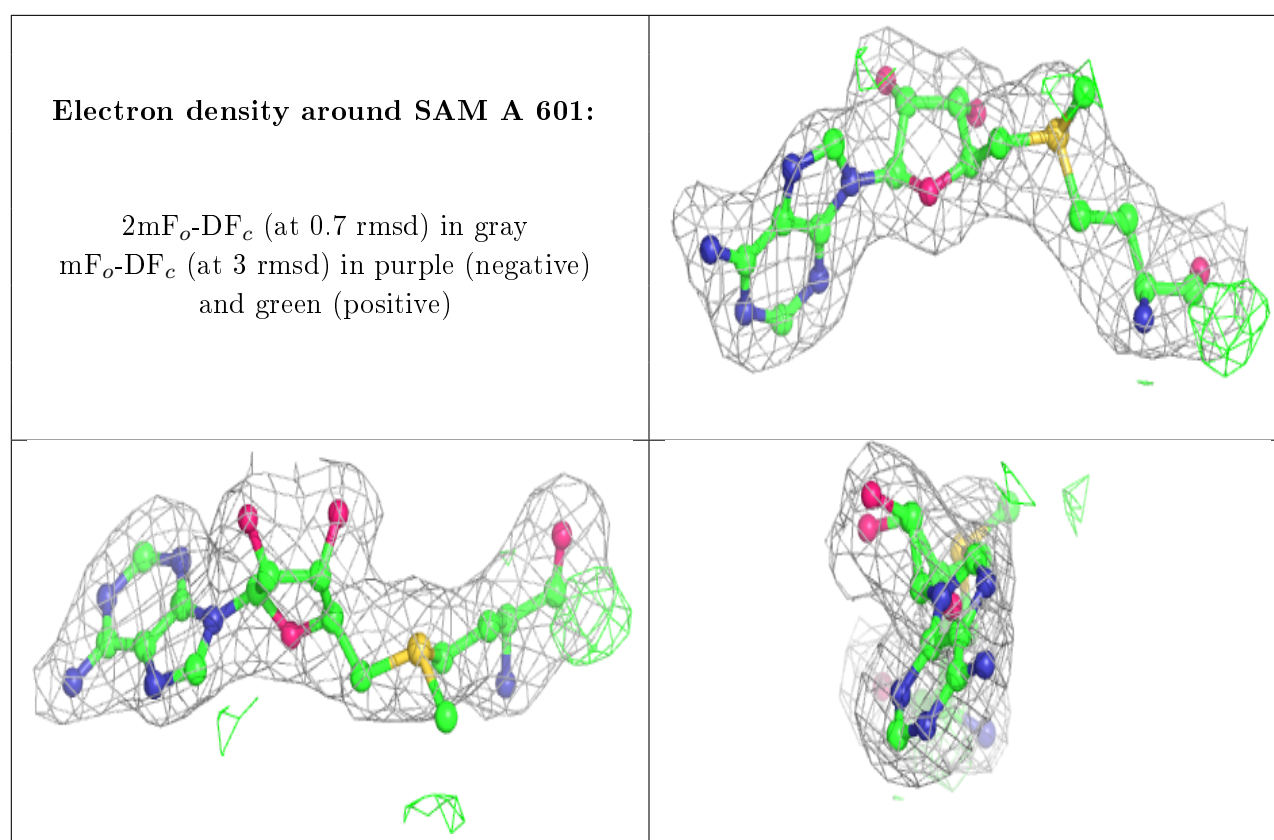 Electron density around SAM A 601:
2mFo-DFc (at 0.7 rmsd) in gray
mFo-DFc (at 3 rmsd) in purple (negative)
and green (positive)